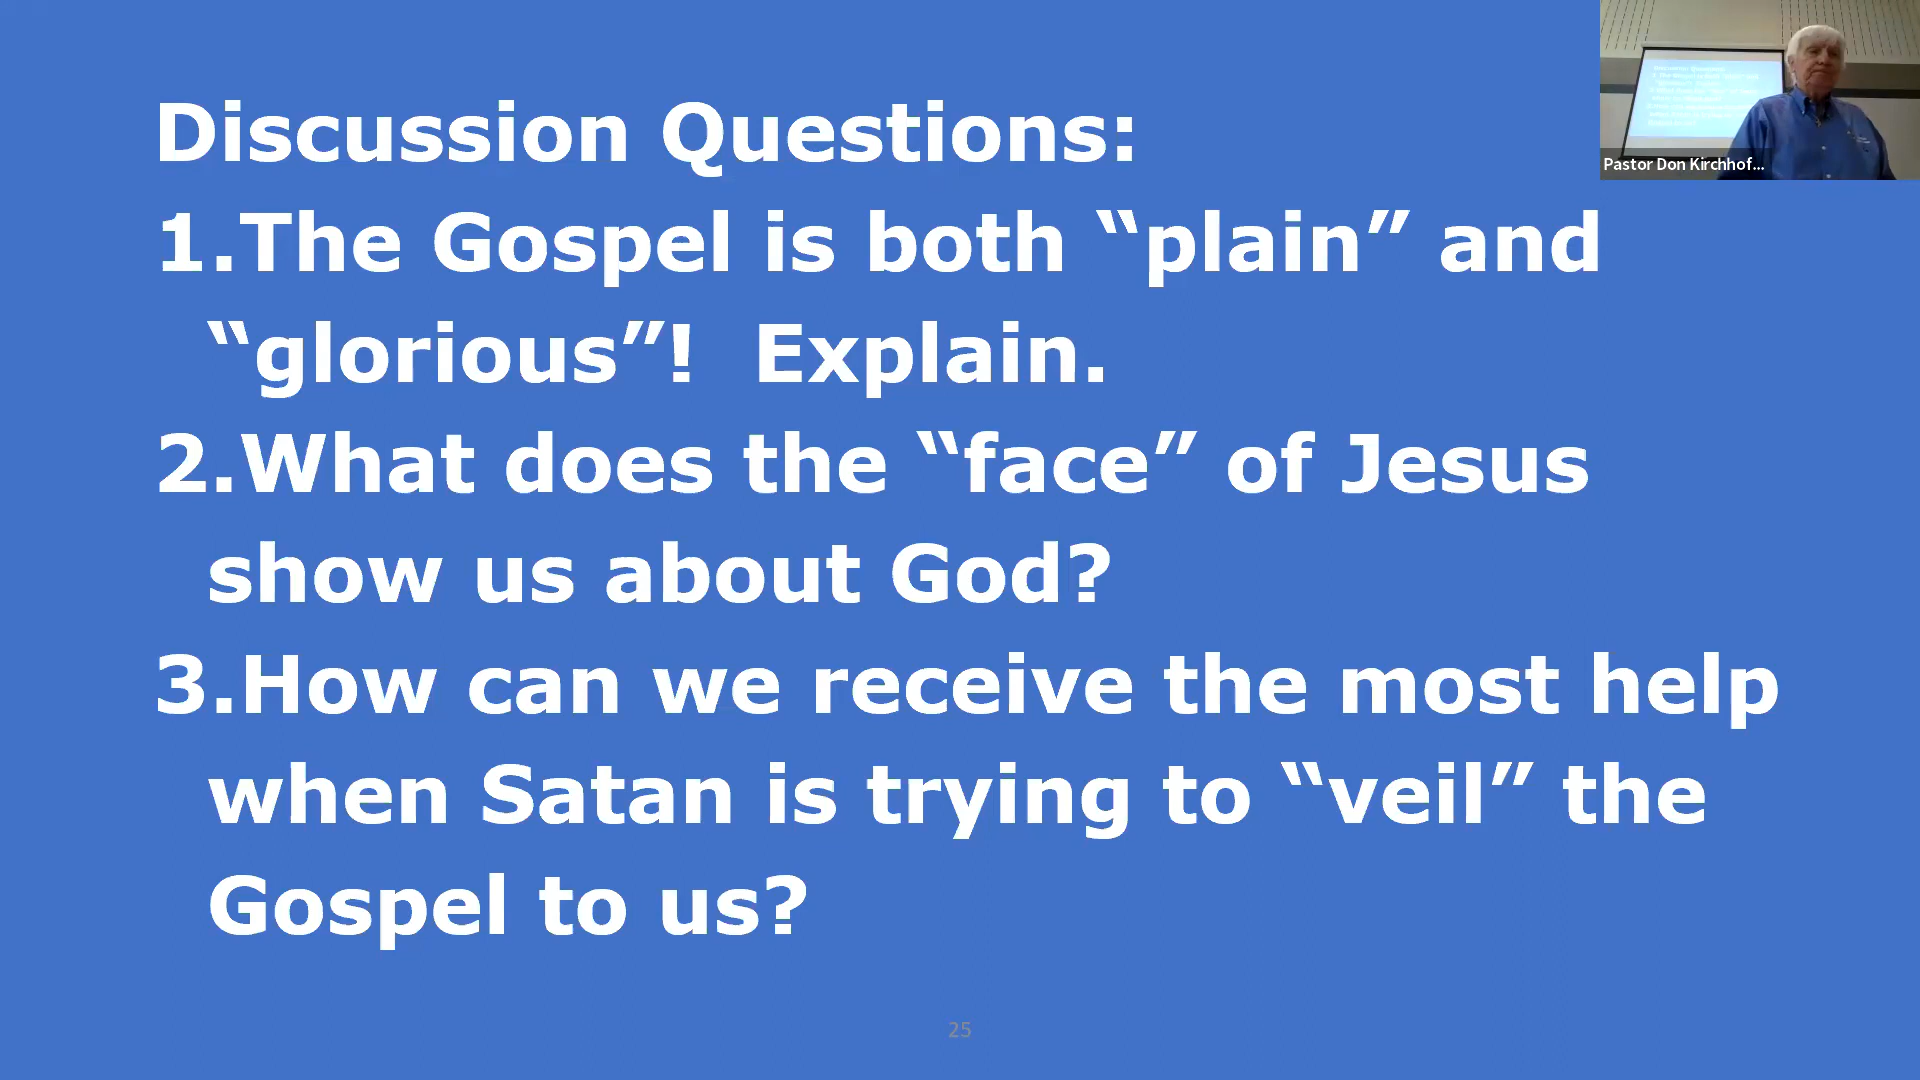 Discussion Questions:
1.The Gospel is both “plain” and
“glorious”!  Explain.
2.What does the “face” of Jesus
show us about God?
3.How can we receive the most help
when Satan is trying to “veil” the
Gospel to us?
25
Pastor Don Kirchhof...